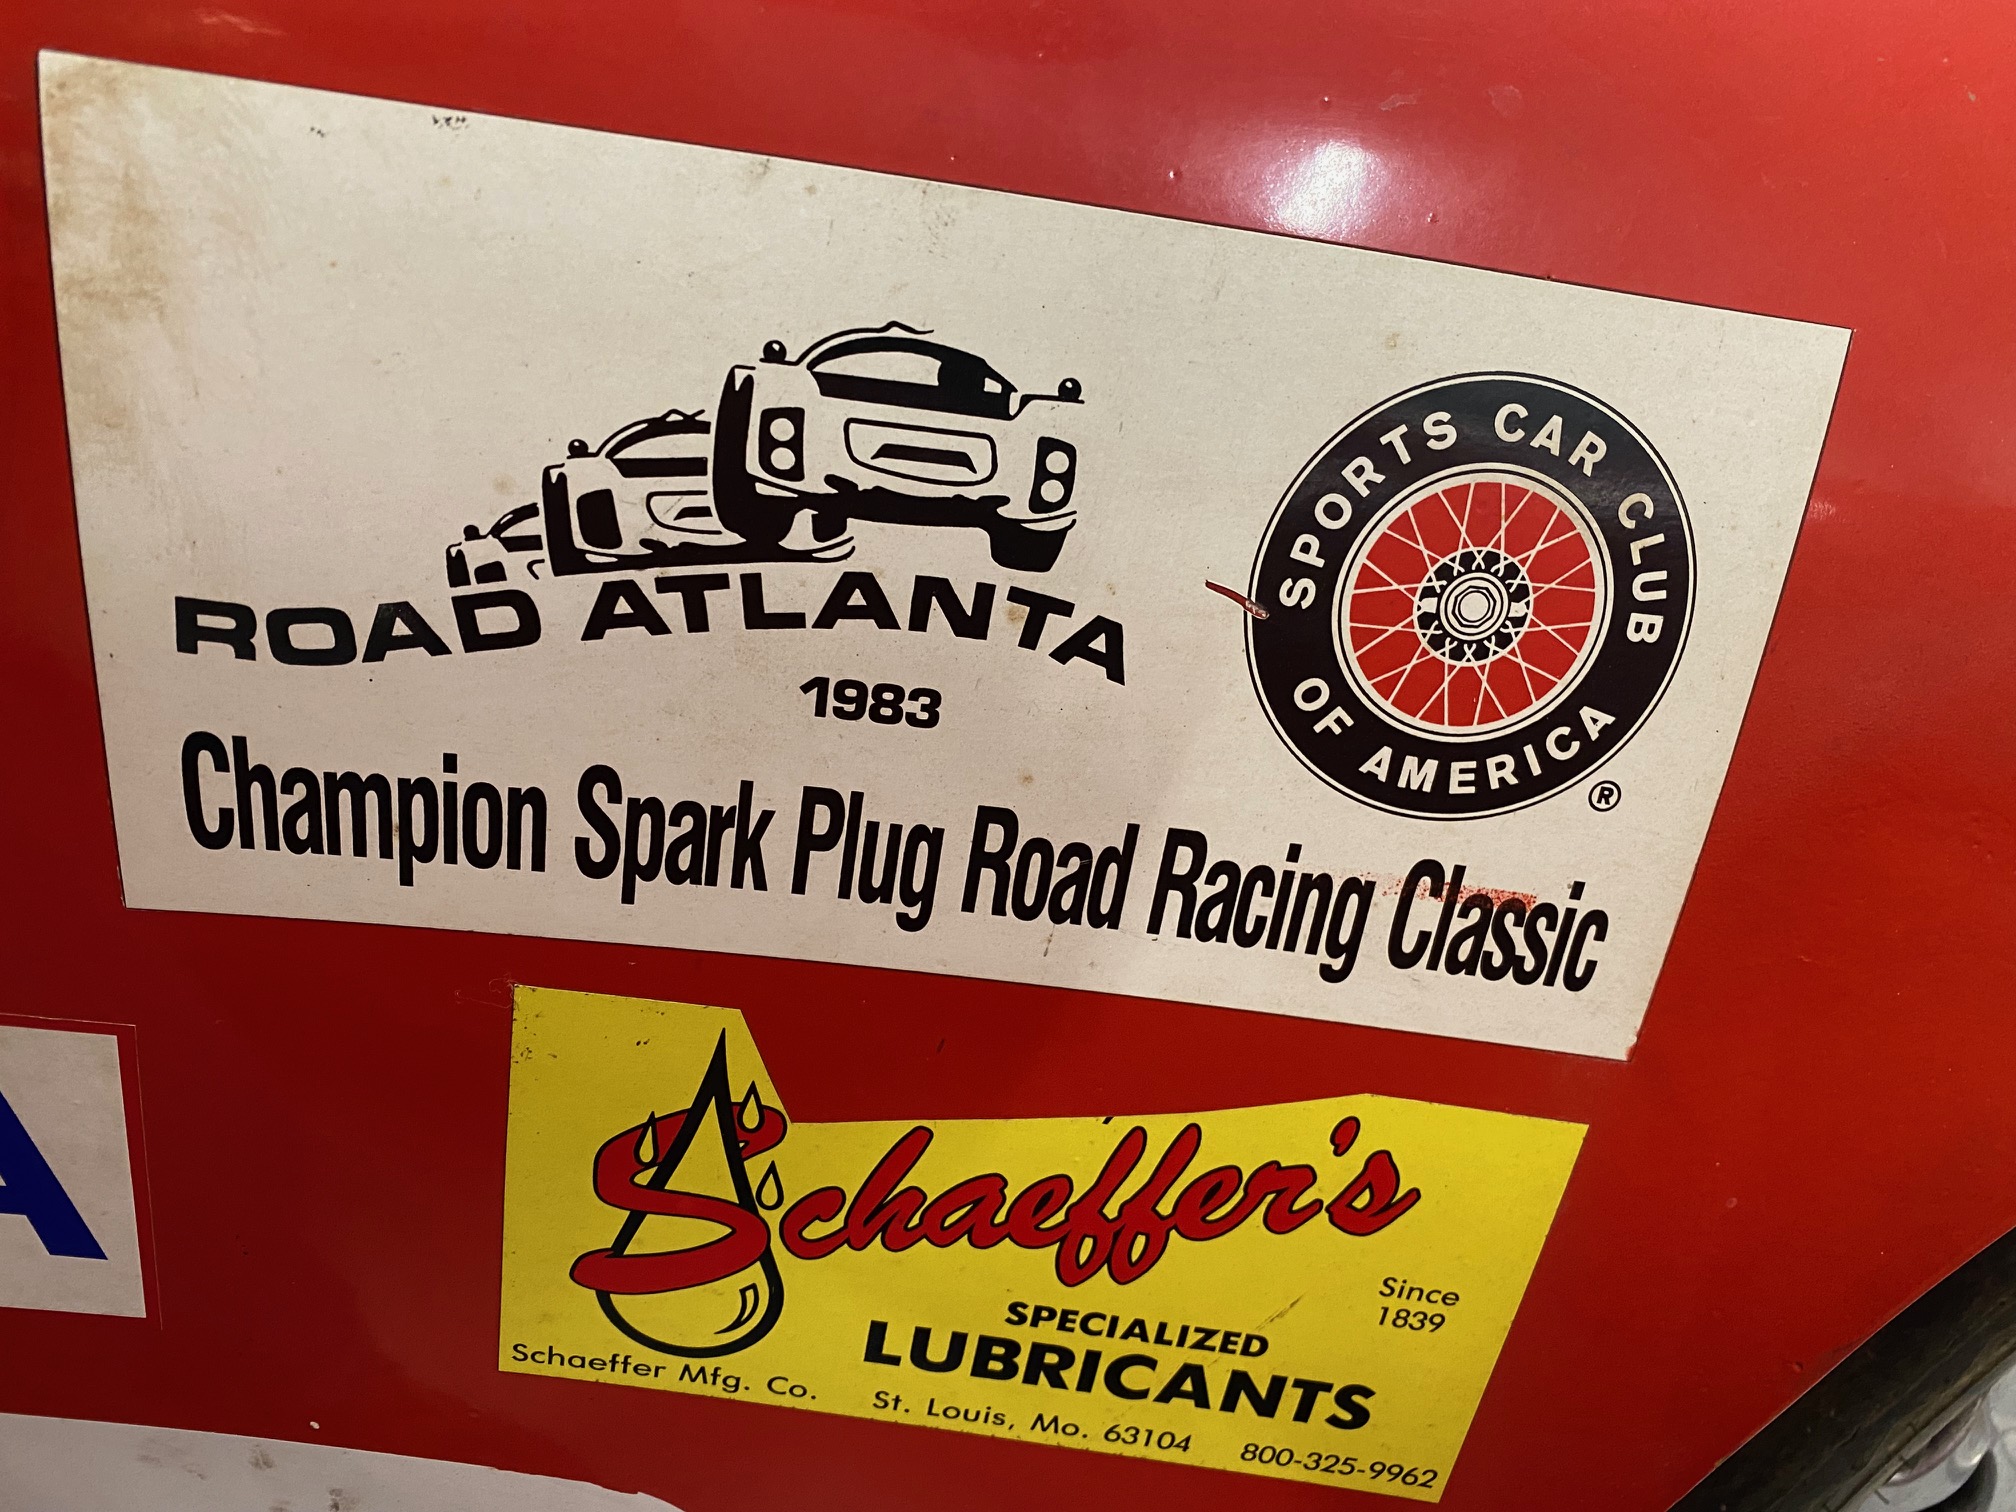 ROAD ATLANTA
1983
Champion Spark Plug Road Racing Classic
SPORTS CAR CLUB
OF AMERICA
®
A
Schaeffer's
Since
1839
SPECIALIZED
LUBRICANTS
Schaeffer Mfg. Co. St. Louis, Mo. 63104 800-325-9962